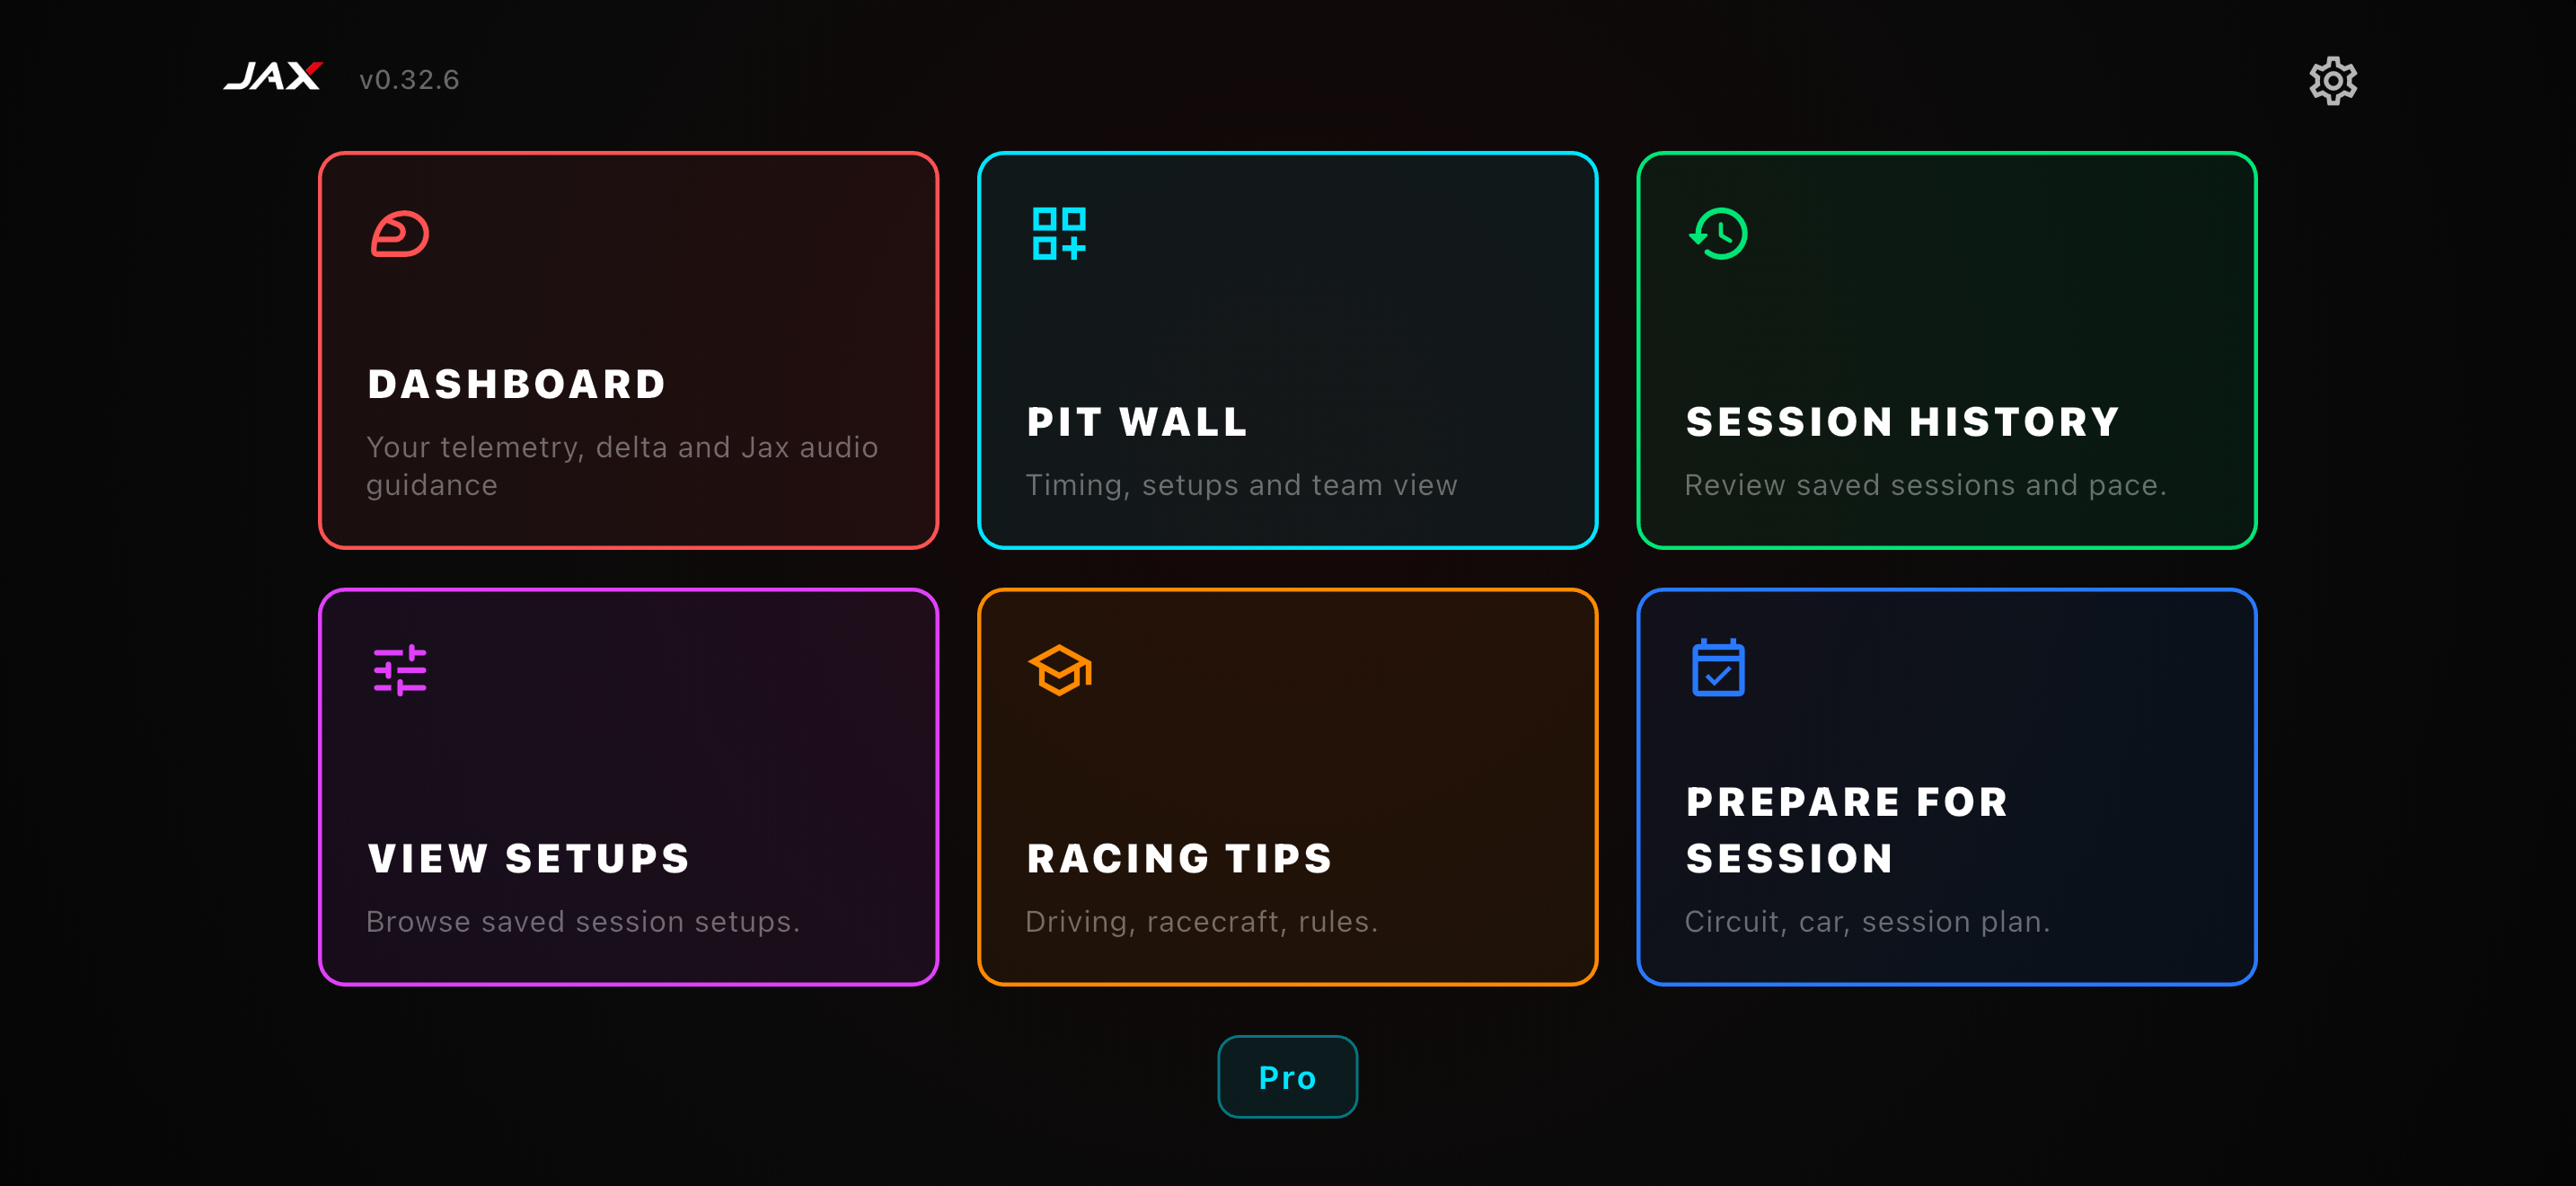 JAX v0.32.6
DASHBOARD
Your telemetry, delta and Jax audio
guidance
PIT WALL
Timing, setups and team view
SESSION HISTORY
Review saved sessions and pace.
VIEW SETUPS
Browse saved session setups.
RACING TIPS
Driving, racecraft, rules.
PREPARE FOR
SESSION
Circuit, car, session plan.
Pro